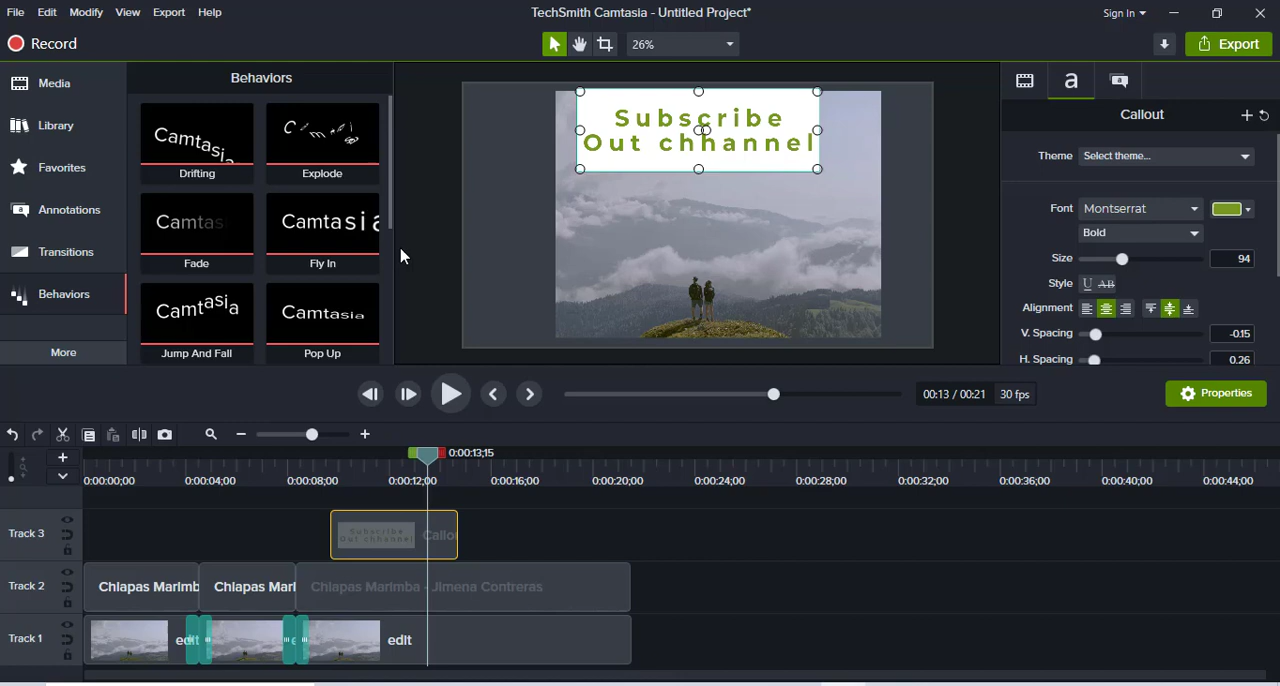 File Edit Modify View Export Help
TechSmith Camtasia - Untitled Project*
Sign In
Record
26%
Export
Media
Library
Favorites
Annotations
Transitions
Behaviors
More
Behaviors
Camtasia
Drifting
Explode
Camtas
Fade
Camtasia
Fly In
Camtasia
Jump And Fall
Camtasia
Pop Up
Subscribe
Out chhannel
a
Callout
Theme Select theme...
Font Montserrat
Bold
Size 94
Style U AB
Alignment
V. Spacing -0.15
H. Spacing 0.26
00:13 / 00:21 30 fps
Properties
0:00:13;15
0:00:00;00 0:00:04;00 0:00:08;00 0:00:12;00 0:00:16;00 0:00:20;00 0:00:24;00 0:00:28;00 0:00:32;00 0:00:36;00 0:00:40;00 0:00:44;00
Track 3
Subscribe
Out chhannel
Callo
Track 2
Chiapas Marimb Chiapas Mari Chiapas Marimba - Jimena Contreras
Track 1
edit e edit